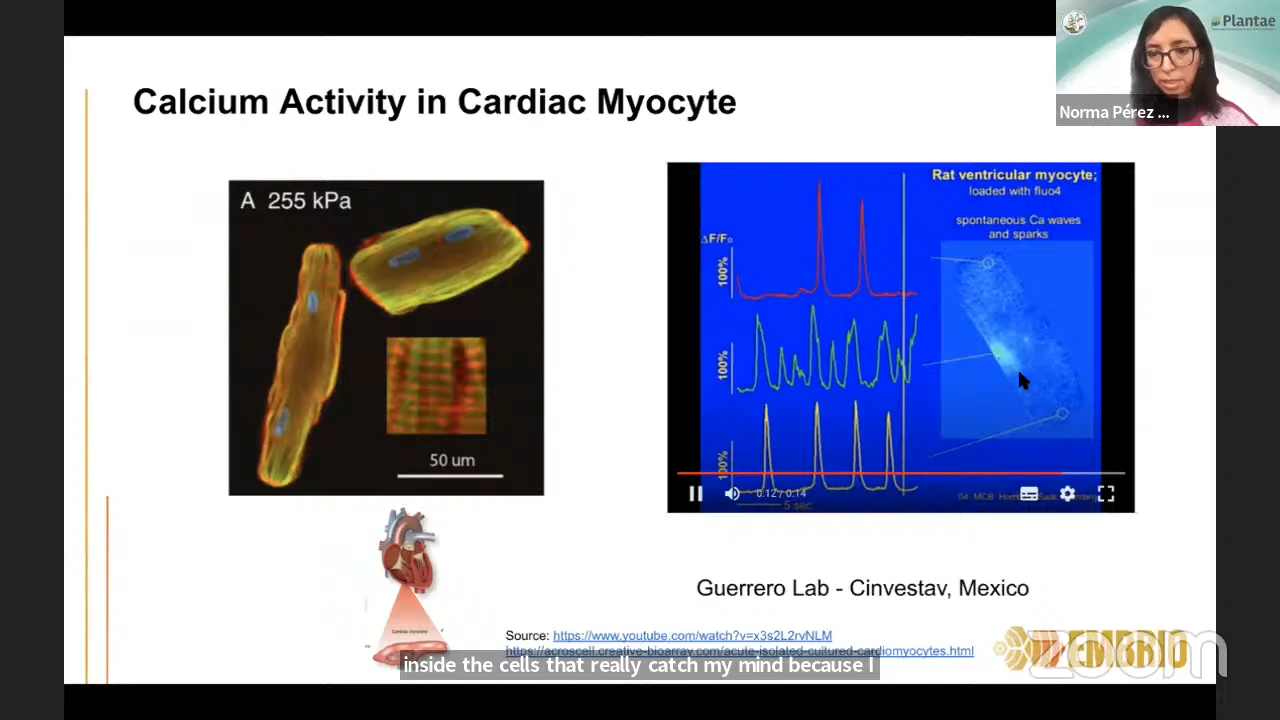 Plantae
Norma Pérez ...
Calcium Activity in Cardiac Myocyte
A 255 kPa
50 um
Rat ventricular myocyte;
loaded with fluo4
spontaneous Ca waves
and sparks
ΔF/F₀
100%
100%
100%
0:12 / 0:14
5 sec
Guerrero Lab - Cinvestav, Mexico
Source: https://www.youtube.com/watch?v=x3s2L2rvNLM
https://acroscell.creative-bioarray.com/acute-isolated-cultured-cardiomyocytes.html
inside the cells that really catch my mind because I
zoom